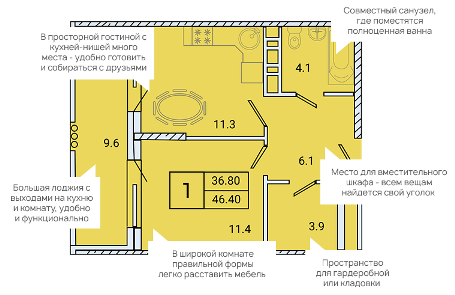 Совместный санузел,
где поместятся
полноценная ванна
В просторной гостиной с
кухней-нишей много
места - удобно готовить
и собираться с друзьями
4.1
11.3
9.6
6.1
Место для вместительного
шкафа - всем вещам
найдется свой уголок
Большая лоджия с
выходами на кухню
и комнату, удобно
и функционально
1
36.80
46.40
11.4
3.9
В широкой комнате
правильной формы
легко расставить мебель
Пространство
для гардеробной
или кладовки